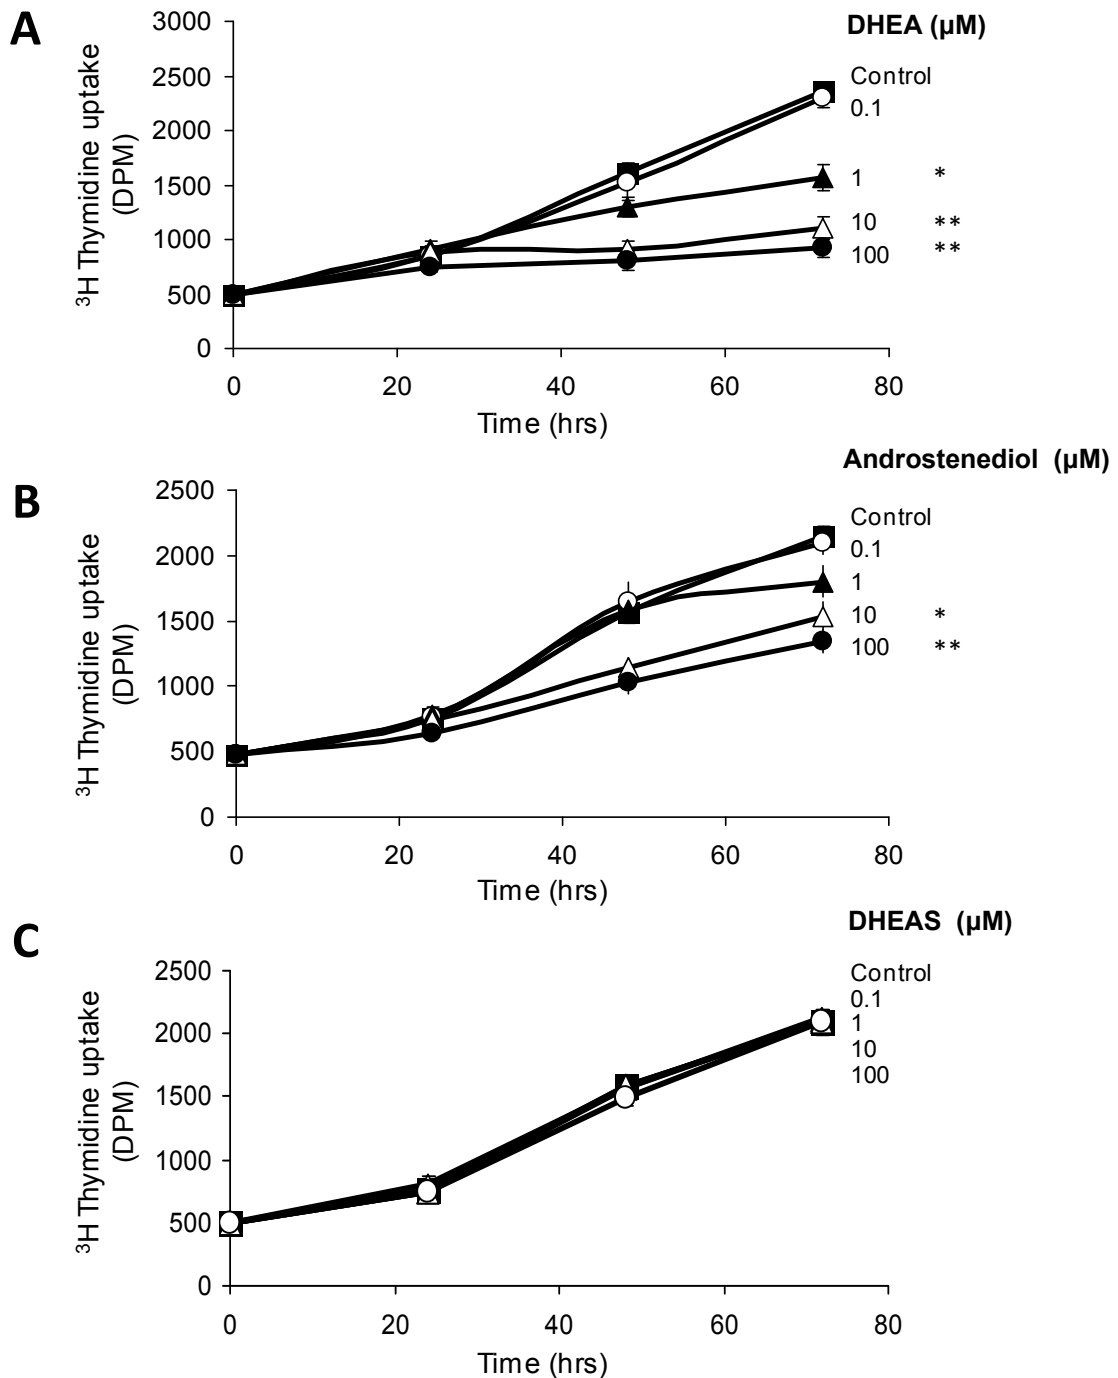 A
DHEA (µM)
3000
2500
2000
1500
1000
500
0
³H Thymidine uptake
(DPM)
Control
0.1
1 *
10 **
100 **
0 20 40 60 80
Time (hrs)
B
Androstenediol (µM)
2500
2000
1500
1000
500
0
³H Thymidine uptake
(DPM)
Control
0.1
1
10 *
100 **
0 20 40 60 80
Time (hrs)
C
DHEAS (µM)
2500
2000
1500
1000
500
0
³H Thymidine uptake
(DPM)
Control
0.1
1
10
100
0 20 40 60 80
Time (hrs)